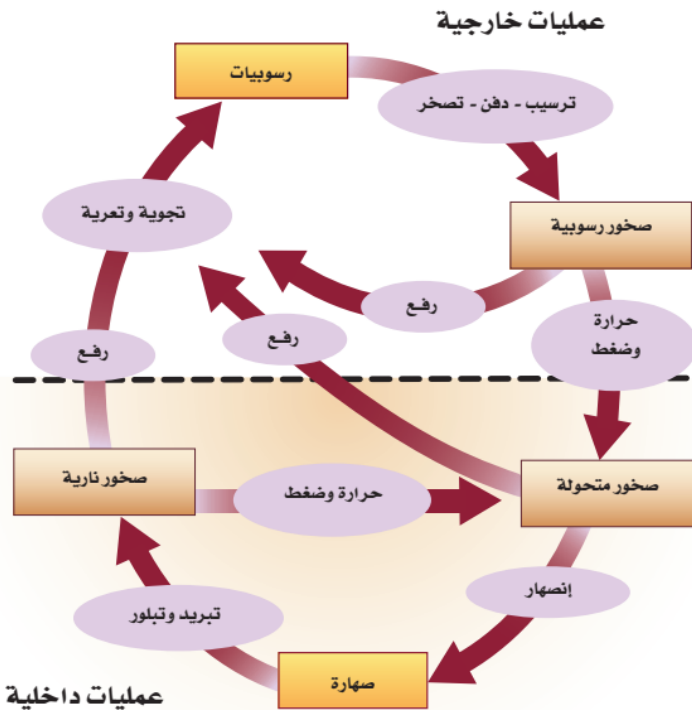 عمليات خارجية
رسوبيات
ترسيب - دفن - تصخر
تجوية وتعرية
صخور رسوبية
رفع
حرارة
وضغط
رفع
رفع
صخور نارية
حرارة وضغط
صخور متحولة
إنصهار
تبريد وتبلور
صهارة
عمليات داخلية